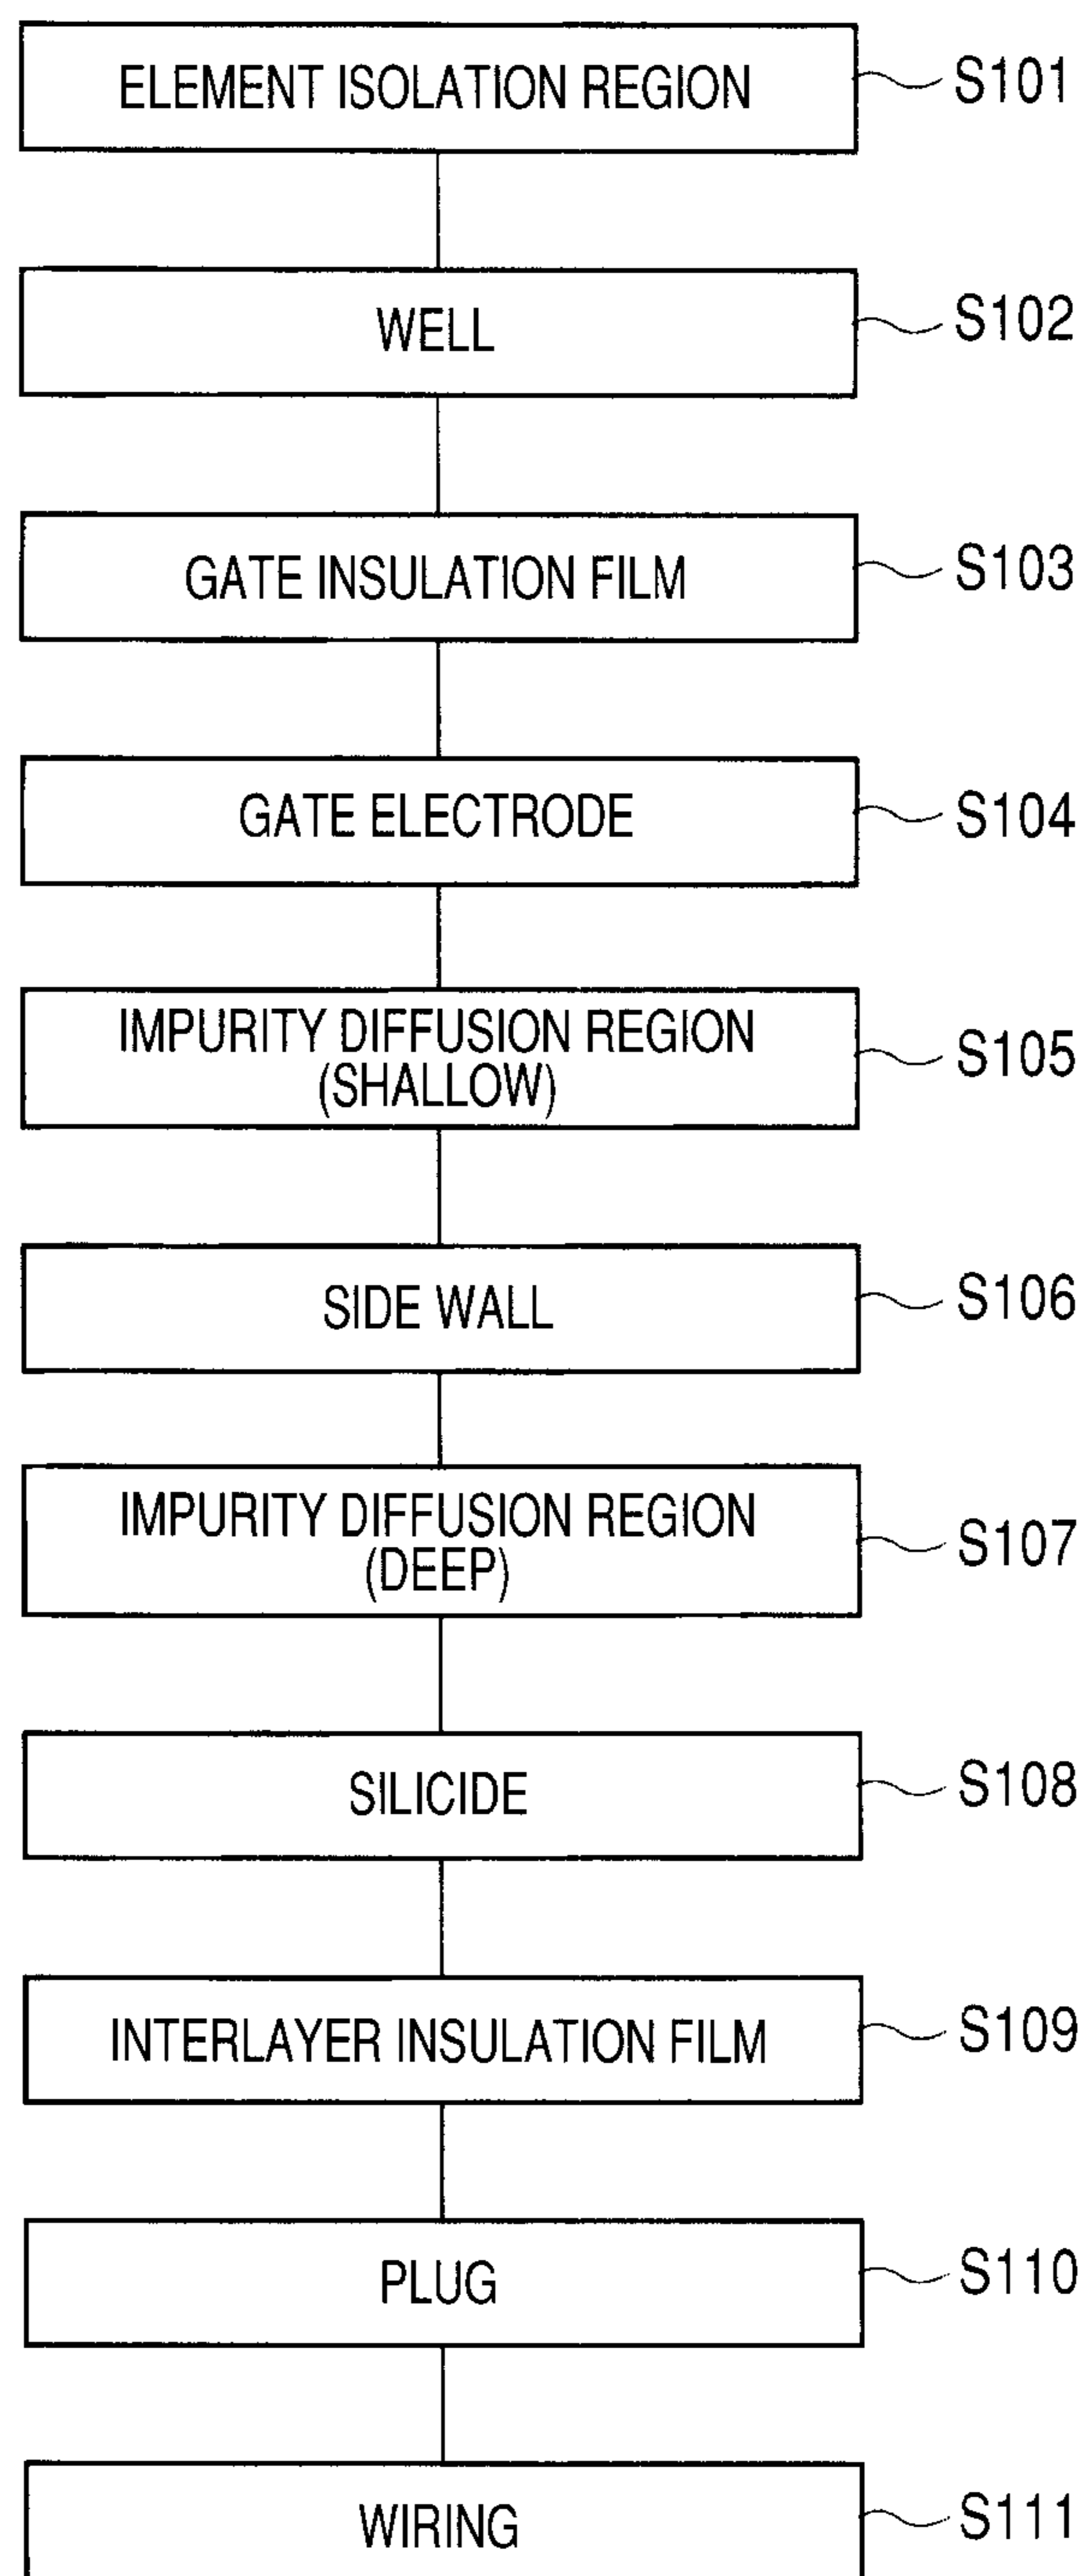 ELEMENT ISOLATION REGION S101
WELL S102
GATE INSULATION FILM S103
GATE ELECTRODE S104
IMPURITY DIFFUSION REGION
(SHALLOW) S105
SIDE WALL S106
IMPURITY DIFFUSION REGION
(DEEP) S107
SILICIDE S108
INTERLAYER INSULATION FILM S109
PLUG S110
WIRING S111